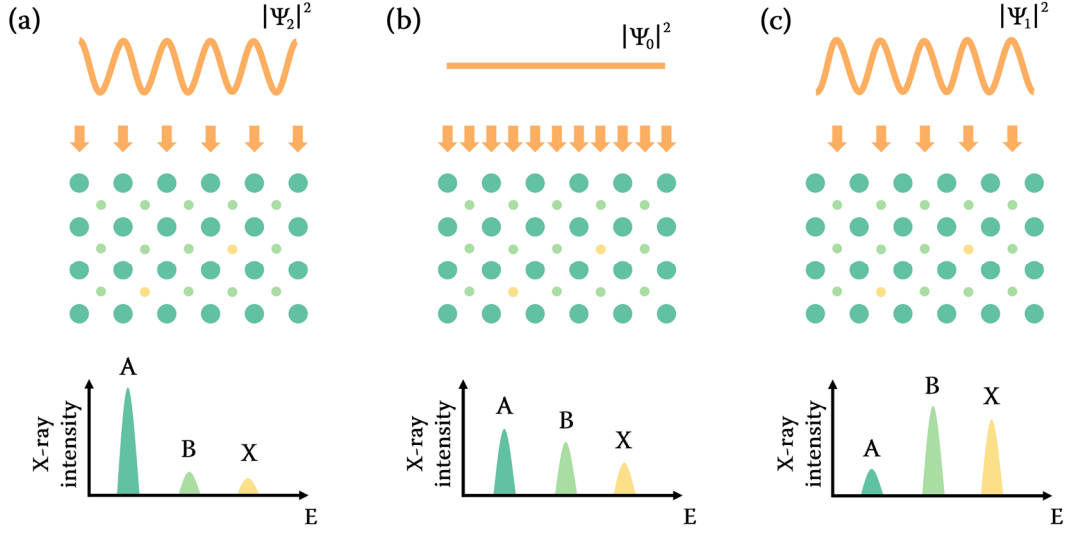 (a)
|Ψ₂|²
A
B
X
X-ray
intensity
E
(b)
|Ψ₀|²
A
B
X
X-ray
intensity
E
(c)
|Ψ₁|²
A
B
X
X-ray
intensity
E